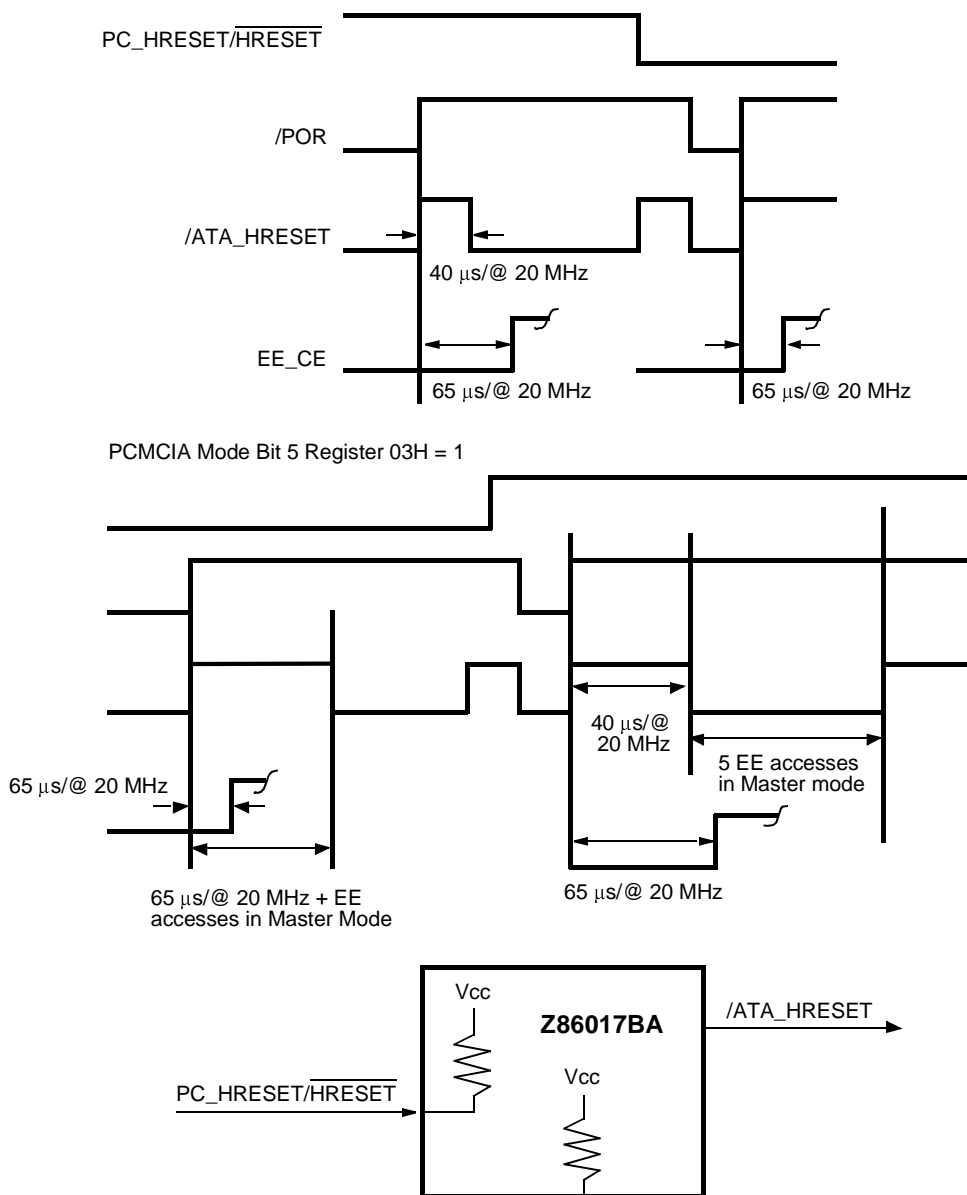 PC_HRESET/HRESET
/POR
/ATA_HRESET
40 μs/@ 20 MHz
EE_CE
65 μs/@ 20 MHz
65 μs/@ 20 MHz
PCMCIA Mode Bit 5 Register 03H = 1
40 μs/@
20 MHz
5 EE accesses
in Master mode
65 μs/@ 20 MHz
65 μs/@ 20 MHz + EE
accesses in Master Mode
65 μs/@ 20 MHz
Vcc
Z86017BA
/ATA_HRESET
Vcc
PC_HRESET/HRESET